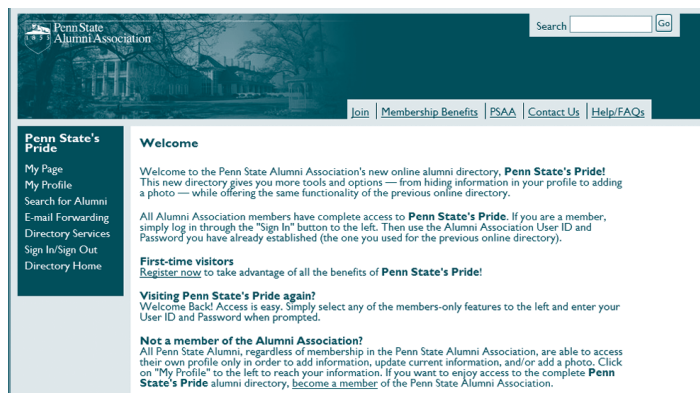 Penn State
Alumni Association
1855
Search
Go
Join
Membership Benefits
PSAA
Contact Us
Help/FAQs
Penn State's
Pride
My Page
My Profile
Search for Alumni
E-mail Forwarding
Directory Services
Sign In/Sign Out
Directory Home
Welcome
Welcome to the Penn State Alumni Association's new online alumni directory, Penn State's Pride!
This new directory gives you more tools and options — from hiding information in your profile to adding
a photo — while offering the same functionality of the previous online directory.
All Alumni Association members have complete access to Penn State's Pride. If you are a member,
simply log in through the "Sign In" button to the left. Then use the Alumni Association User ID and
Password you have already established (the one you used for the previous online directory).
First-time visitors
Register now to take advantage of all the benefits of Penn State's Pride!
Visiting Penn State's Pride again?
Welcome Back! Access is easy. Simply select any of the members-only features to the left and enter your
User ID and Password when prompted.
Not a member of the Alumni Association?
All Penn State Alumni, regardless of membership in the Penn State Alumni Association, are able to access
their own profile only in order to add information, update current information, and/or add a photo. Click
on "My Profile" to the left to reach your information. If you want to enjoy access to the complete Penn
State's Pride alumni directory, become a member of the Penn State Alumni Association.